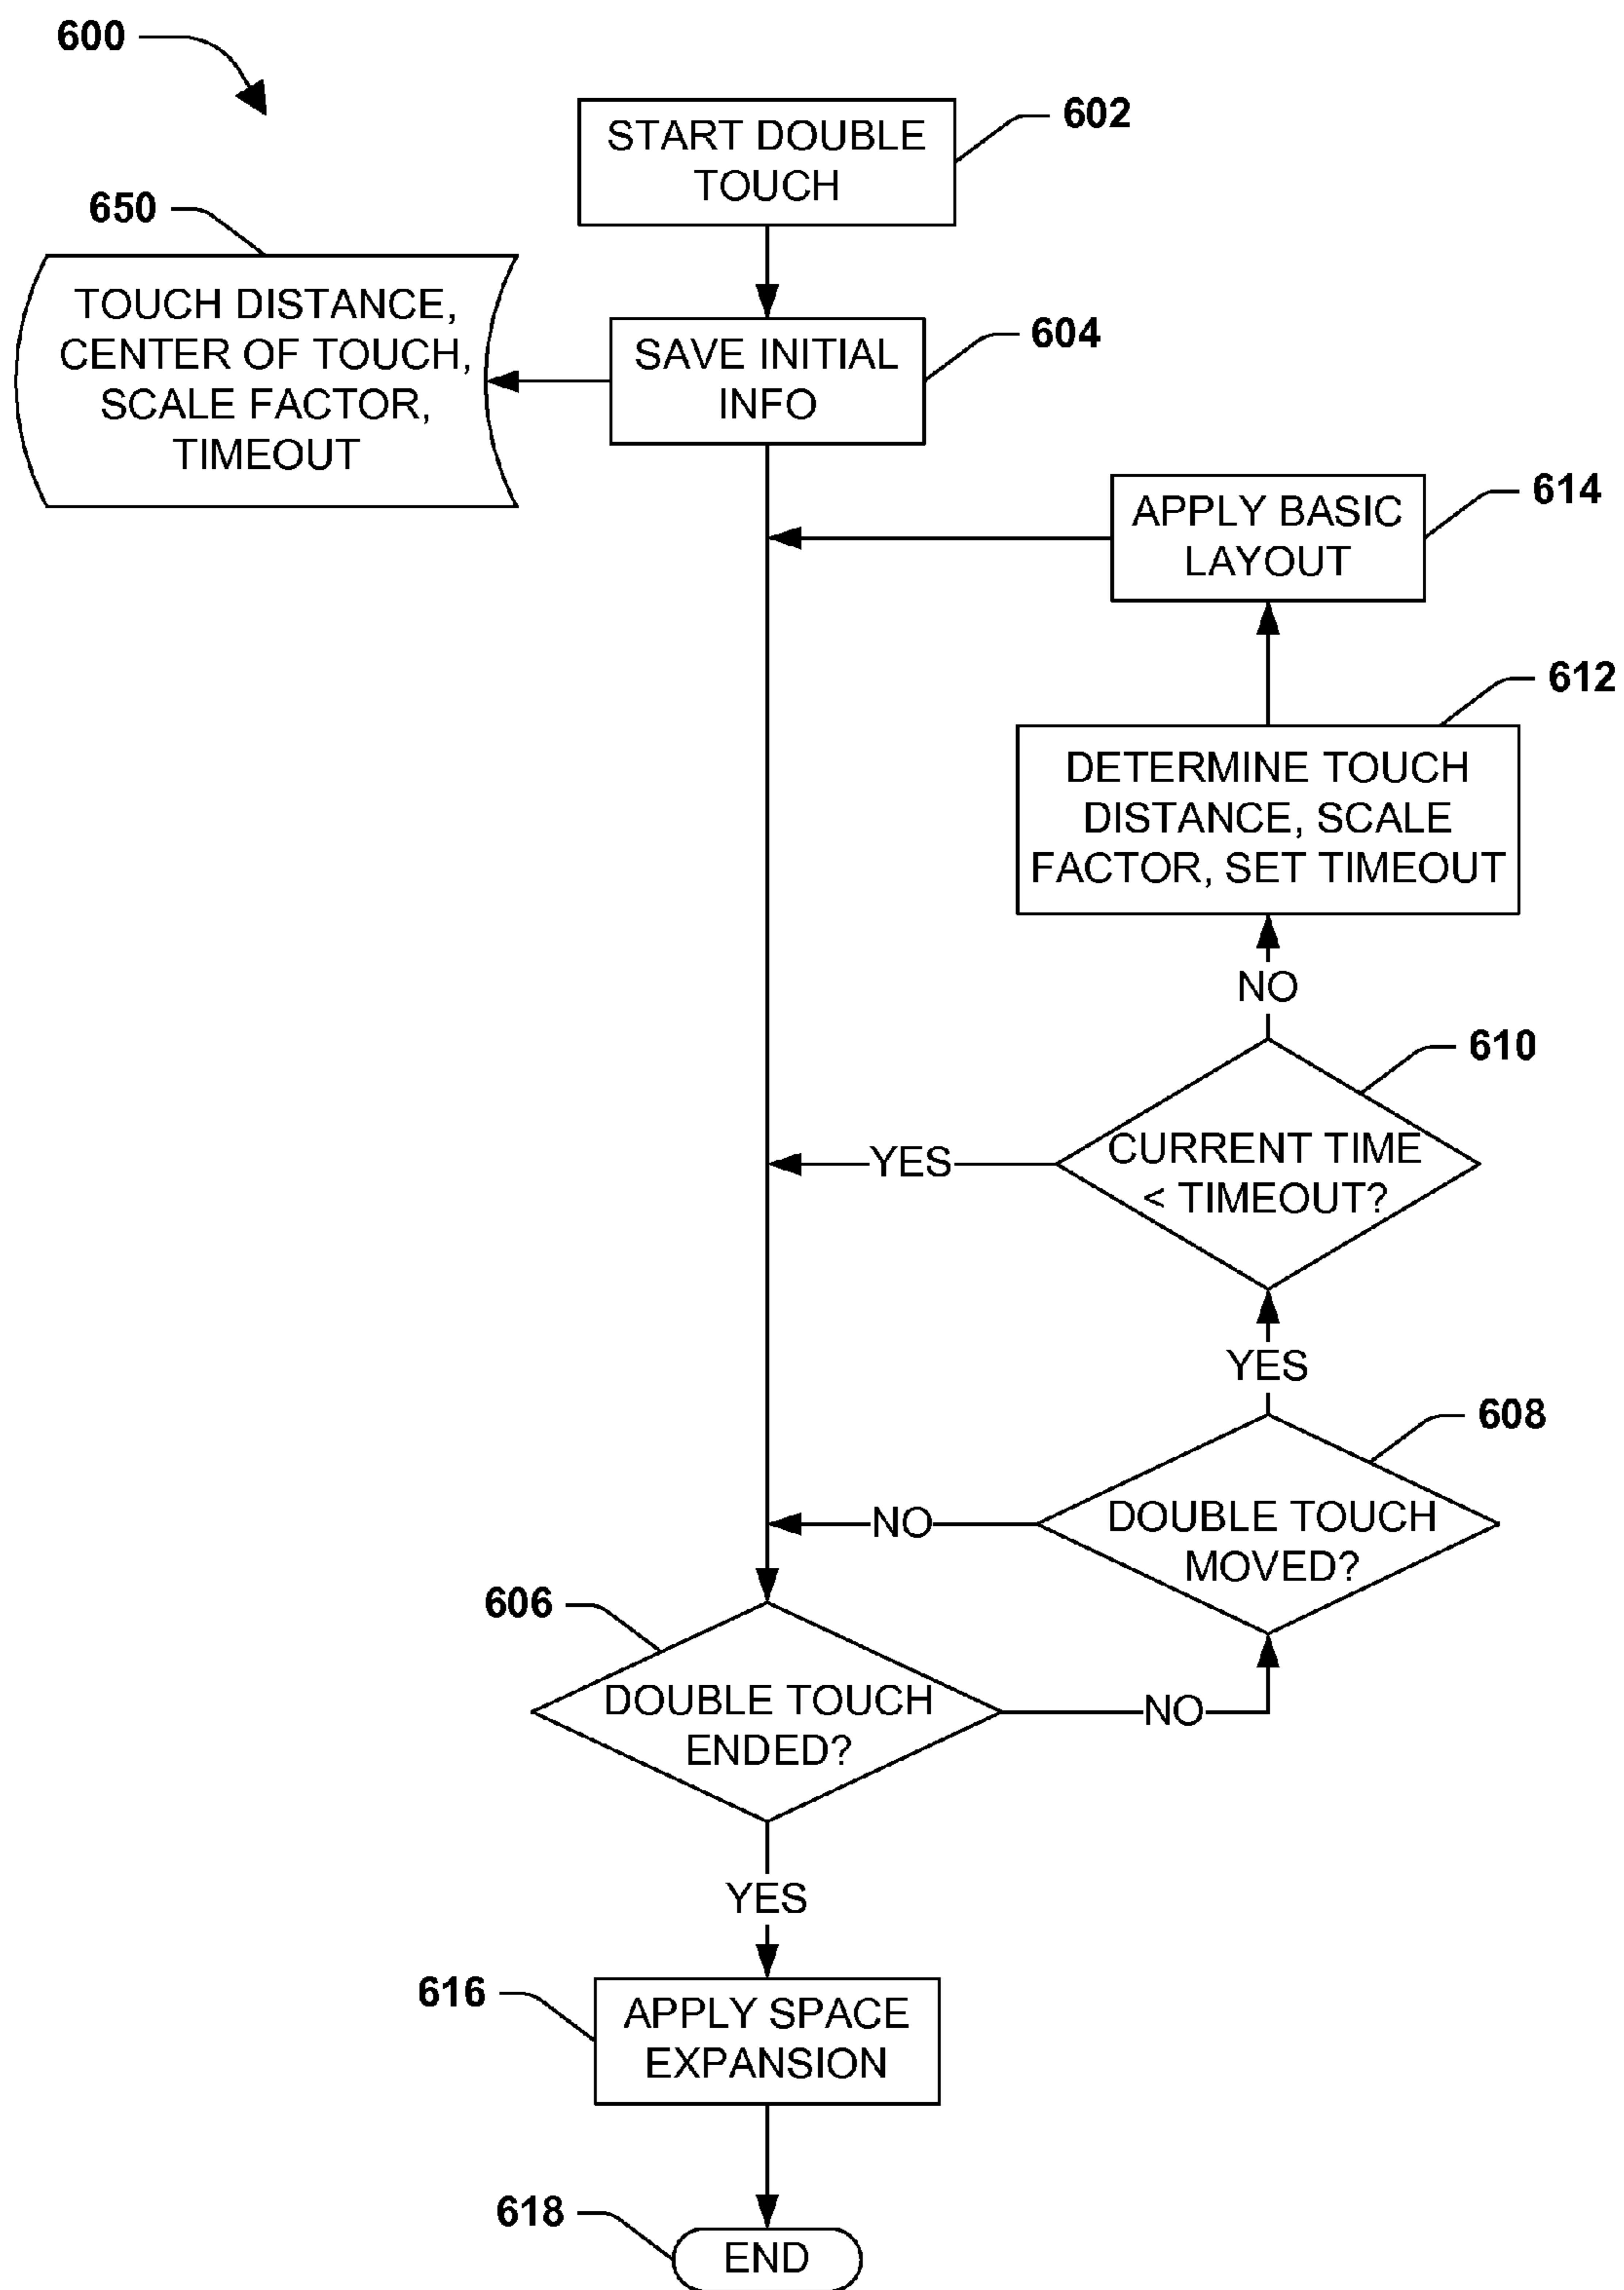 600
602
START DOUBLE
TOUCH
650
TOUCH DISTANCE,
CENTER OF TOUCH,
SCALE FACTOR,
TIMEOUT
604
SAVE INITIAL
INFO
614
APPLY BASIC
LAYOUT
612
DETERMINE TOUCH
DISTANCE, SCALE
FACTOR, SET TIMEOUT
NO
610
CURRENT TIME
< TIMEOUT?
YES
YES
608
DOUBLE TOUCH
MOVED?
NO
606
DOUBLE TOUCH
ENDED?
NO
YES
616
APPLY SPACE
EXPANSION
618
END